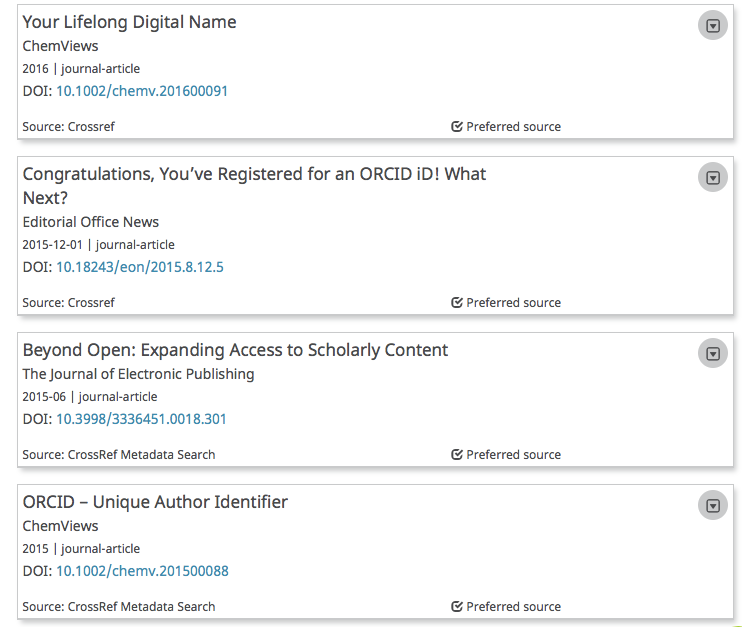 Your Lifelong Digital Name
ChemViews
2016 | journal-article
DOI: 10.1002/chemv.201600091
Source: Crossref Preferred source
Congratulations, You’ve Registered for an ORCID iD! What
Next?
Editorial Office News
2015-12-01 | journal-article
DOI: 10.18243/eon/2015.8.12.5
Source: Crossref Preferred source
Beyond Open: Expanding Access to Scholarly Content
The Journal of Electronic Publishing
2015-06 | journal-article
DOI: 10.3998/3336451.0018.301
Source: CrossRef Metadata Search Preferred source
ORCID – Unique Author Identifier
ChemViews
2015 | journal-article
DOI: 10.1002/chemv.201500088
Source: CrossRef Metadata Search Preferred source